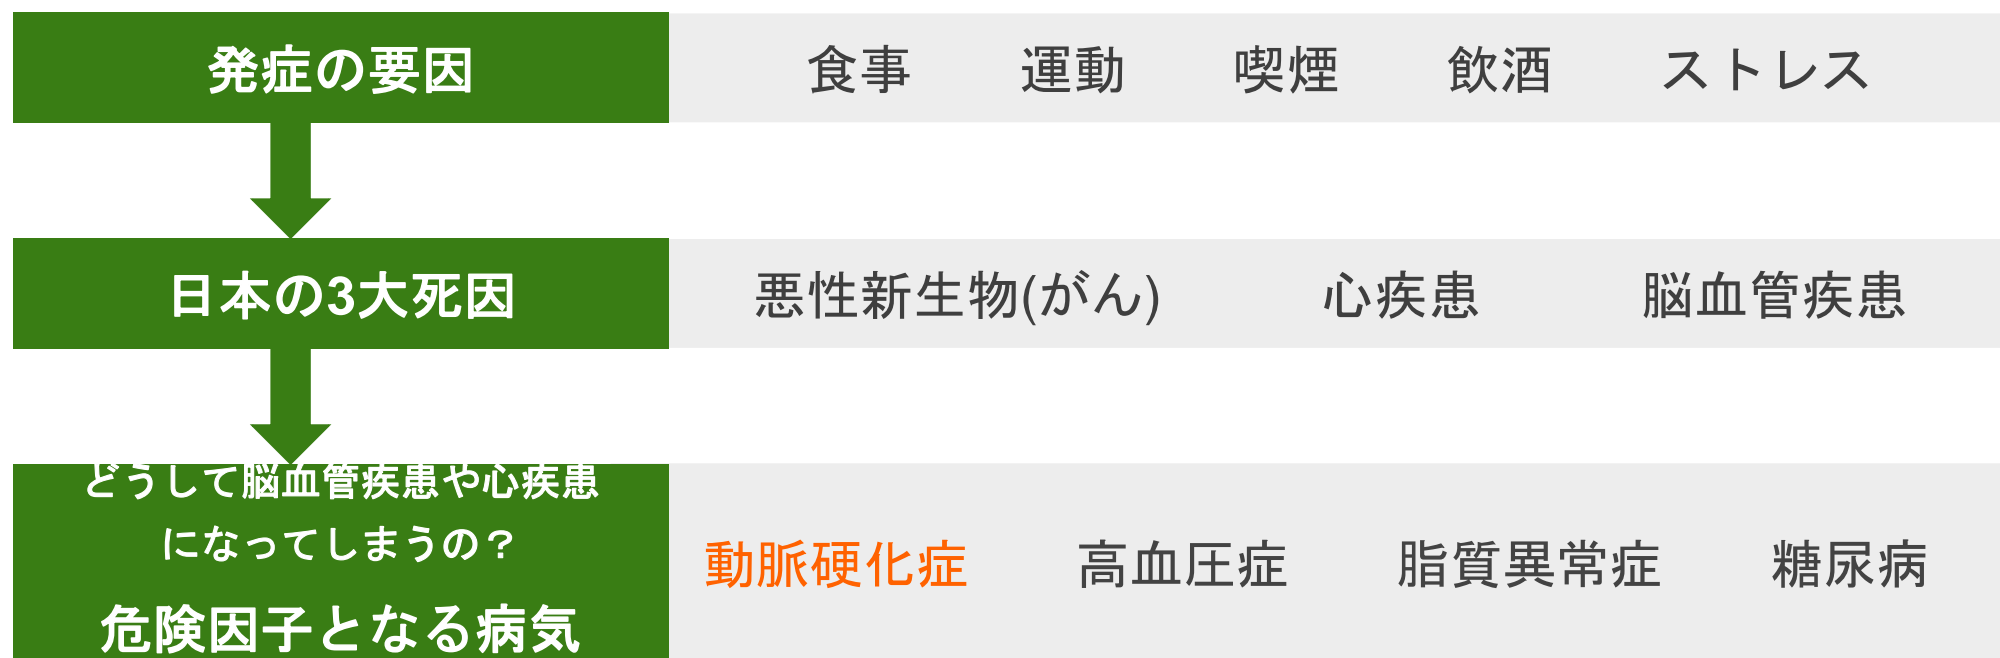 発症の要因
食事 運動 喫煙 飲酒 ストレス
日本の3大死因
悪性新生物(がん) 心疾患 脳血管疾患
どうして脳血管疾患や心疾患
になってしまうの？
危険因子となる病気
動脈硬化症 高血圧症 脂質異常症 糖尿病